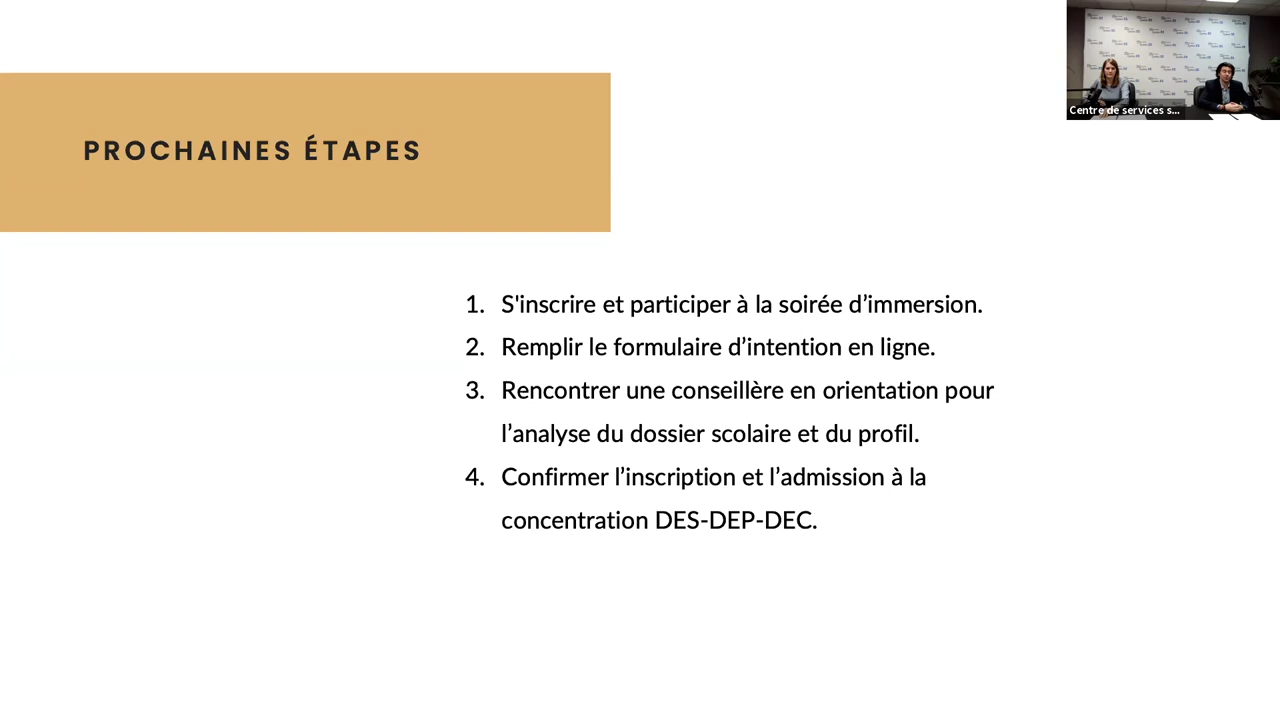 Centre de services s...
PROCHAINES ÉTAPES
1. S'inscrire et participer à la soirée d’immersion.
2. Remplir le formulaire d’intention en ligne.
3. Rencontrer une conseillère en orientation pour
l’analyse du dossier scolaire et du profil.
4. Confirmer l’inscription et l’admission à la
concentration DES-DEP-DEC.